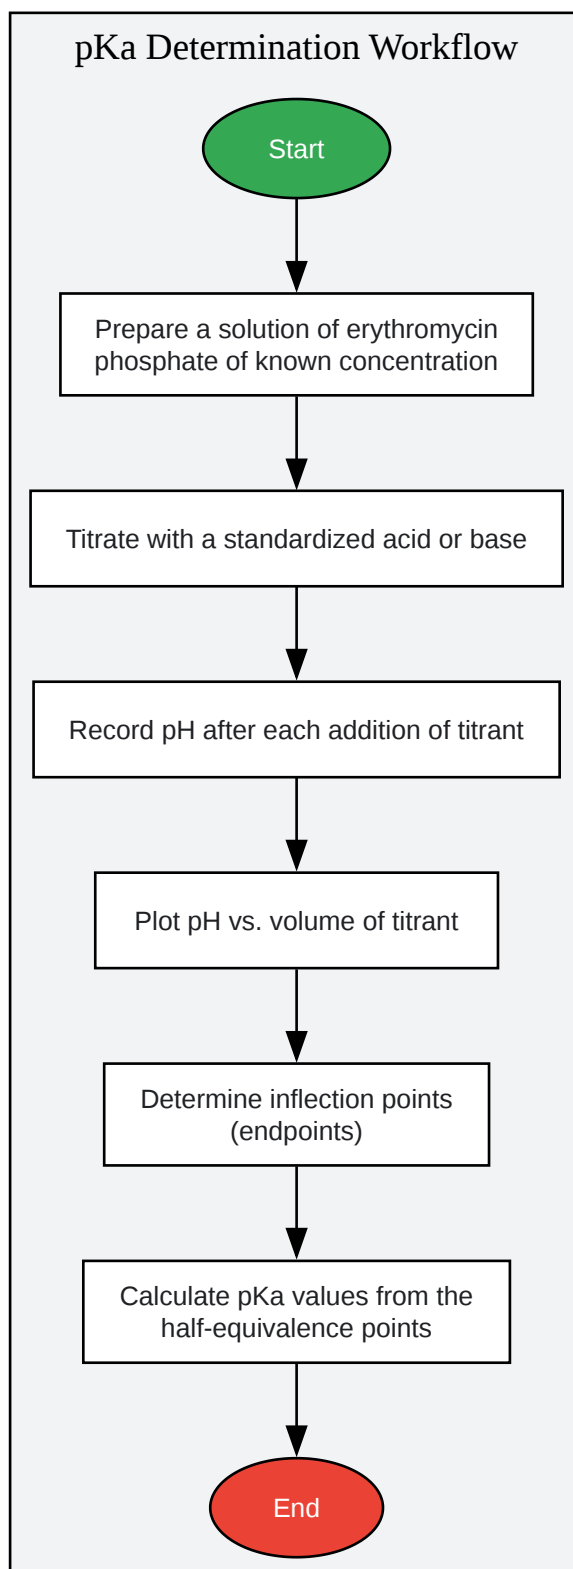 pKa Determination Workflow
Start
Prepare a solution of erythromycin
phosphate of known concentration
Titrate with a standardized acid or base
Record pH after each addition of titrant
Plot pH vs. volume of titrant
Determine inflection points
(endpoints)
Calculate pKa values from the
half-equivalence points
End